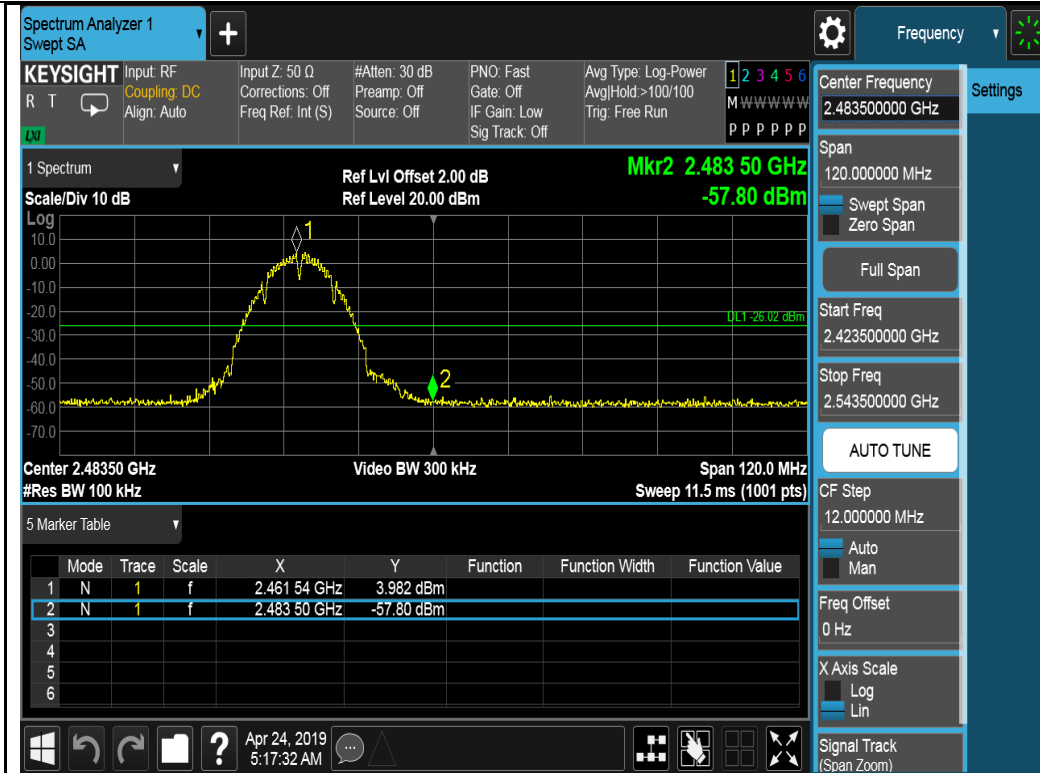 Spectrum Analyzer 1
Swept SA
+
Frequency
KEYSIGHT
R T
LXI
Input: RF
Coupling: DC
Align: Auto
Input Z: 50 Ω
Corrections: Off
Freq Ref: Int (S)
#Atten: 30 dB
Preamp: Off
Source: Off
PNO: Fast
Gate: Off
IF Gain: Low
Sig Track: Off
Avg Type: Log-Power
Avg|Hold:>100/100
Trig: Free Run
1 2 3 4 5 6
M W W W W W
P P P P P P
1 Spectrum
Scale/Div 10 dB
Ref Lvl Offset 2.00 dB
Ref Level 20.00 dBm
Mkr2 2.483 50 GHz
-57.80 dBm
Log
10.0
0.00
-10.0
-20.0
-30.0
-40.0
-50.0
-60.0
-70.0
1
2
DL1 -26.02 dBm
Center 2.48350 GHz
#Res BW 100 kHz
Video BW 300 kHz
Span 120.0 MHz
Sweep 11.5 ms (1001 pts)
5 Marker Table
Mode Trace Scale X Y Function Function Width Function Value
1 N 1 f 2.461 54 GHz 3.982 dBm
2 N 1 f 2.483 50 GHz -57.80 dBm
3
4
5
6
?
Apr 24, 2019
5:17:32 AM
Center Frequency
2.483500000 GHz
Settings
Span
120.000000 MHz
Swept Span
Zero Span
Full Span
Start Freq
2.423500000 GHz
Stop Freq
2.543500000 GHz
AUTO TUNE
CF Step
12.000000 MHz
Auto
Man
Freq Offset
0 Hz
X Axis Scale
Log
Lin
Signal Track
(Span Zoom)